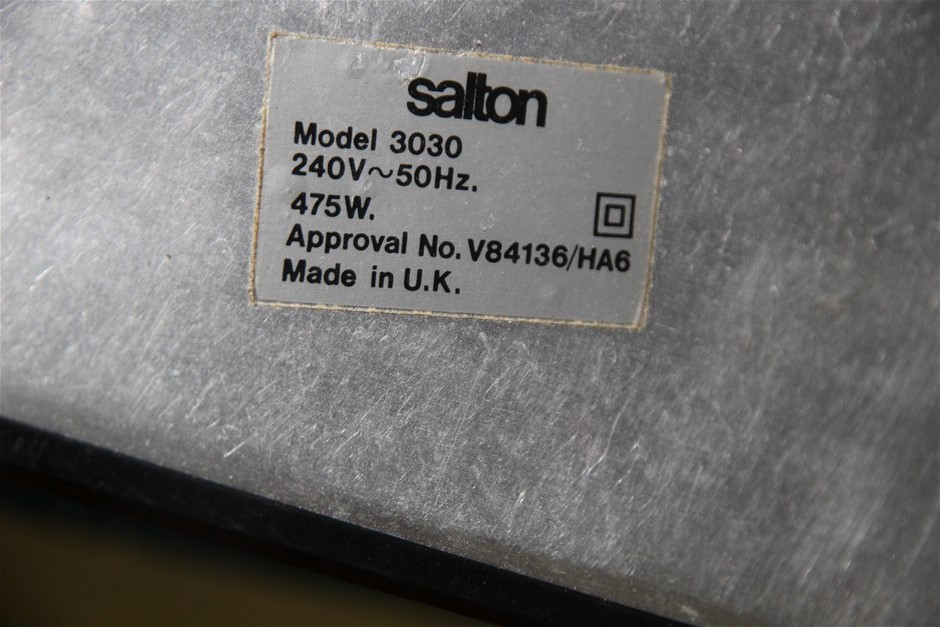 salton
Model 3030
240V~50Hz.
475W.
Approval No. V84136/HA6
Made in U.K.